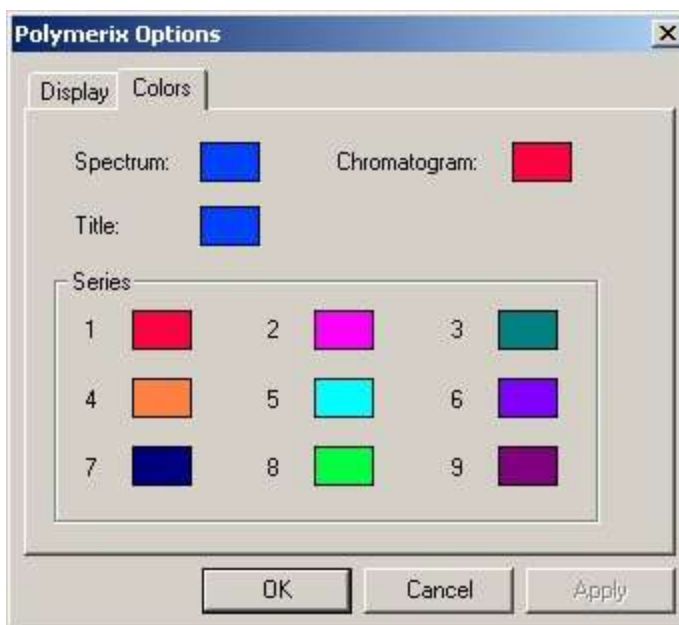 Polymerix Options
Display Colors
Spectrum: Chromatogram:
Title:
Series
1 2 3
4 5 6
7 8 9
OK Cancel Apply